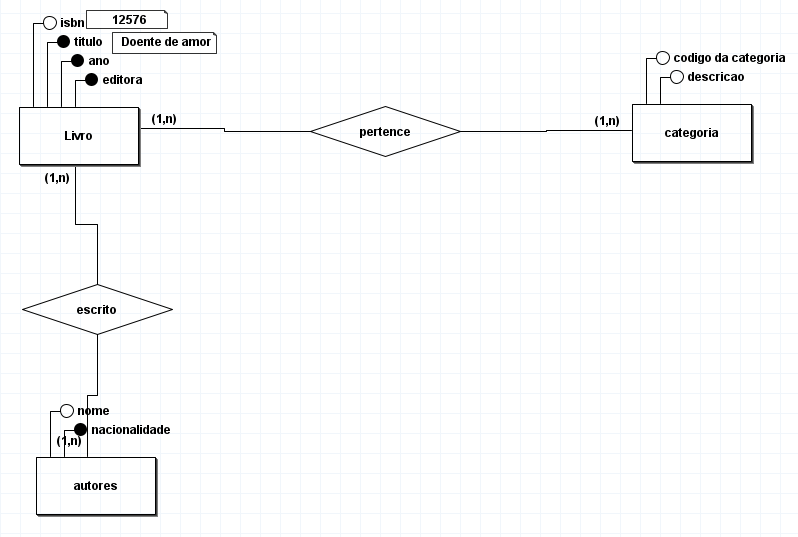 isbn
12576
titulo
Doente de amor
ano
editora
Livro
(1,n)
pertence
(1,n)
codigo da categoria
descricao
categoria
(1,n)
escrito
nome
nacionalidade
(1,n)
autores